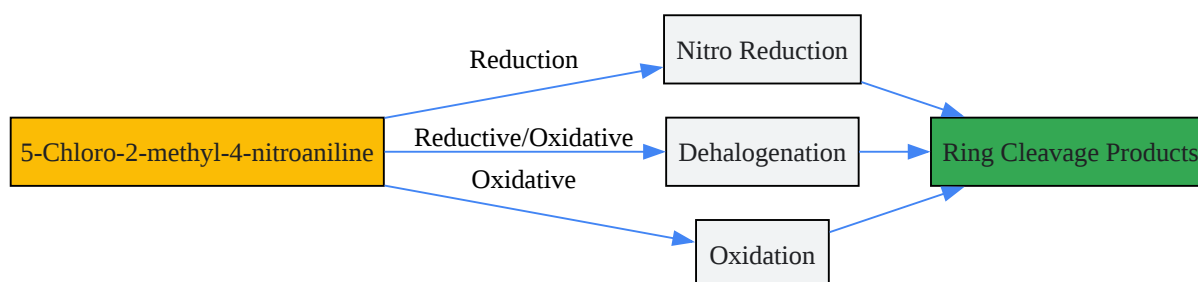 Reduction
Nitro Reduction
5-Chloro-2-methyl-4-nitroaniline
Reductive/Oxidative
Dehalogenation
Ring Cleavage Products
Oxidative
Oxidation